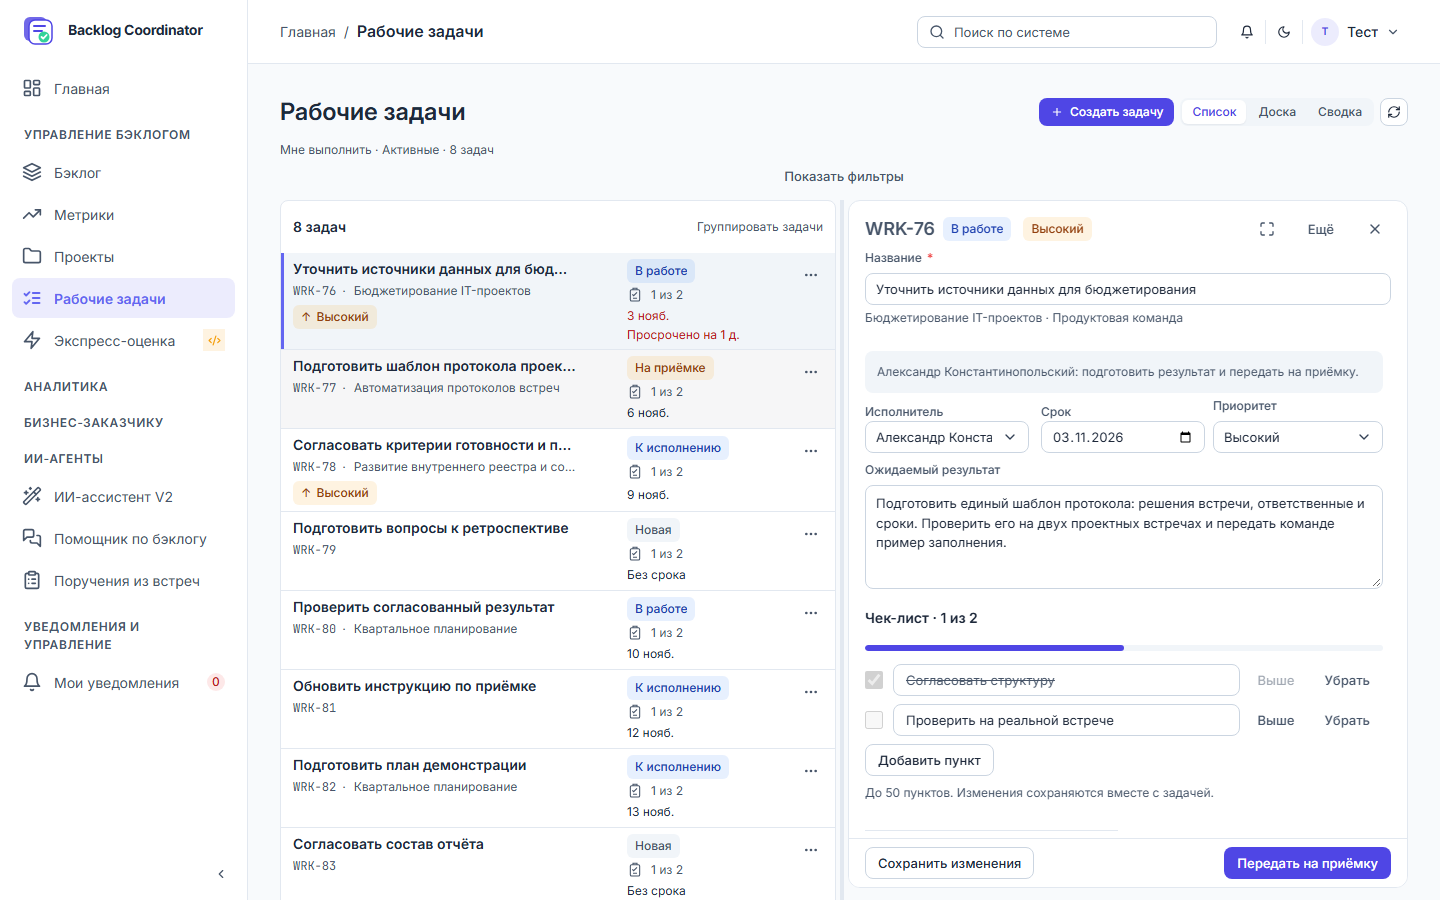 Backlog Coordinator
Главная
УПРАВЛЕНИЕ БЭКЛОГОМ
Бэклог
Метрики
Проекты
Рабочие задачи
Экспресс-оценка
АНАЛИТИКА
БИЗНЕС-ЗАКАЗЧИКУ
ИИ-АГЕНТЫ
ИИ-ассистент V2
Помощник по бэклогу
Поручения из встреч
УВЕДОМЛЕНИЯ И
УПРАВЛЕНИЕ
Мои уведомления 0
Главная / Рабочие задачи
Поиск по системе
Т Тест
Рабочие задачи
+ Создать задачу Список Доска Сводка
Мне выполнить · Активные · 8 задач
Показать фильтры
8 задач Группировать задачи
Уточнить источники данных для бюд... В работе
WRK-76 · Бюджетирование IT-проектов 1 из 2
↑ Высокий 3 нояб.
Просрочено на 1 д.
Подготовить шаблон протокола проек... На приёмке
WRK-77 · Автоматизация протоколов встреч 1 из 2
6 нояб.
Согласовать критерии готовности и п... К исполнению
WRK-78 · Развитие внутреннего реестра и со... 1 из 2
↑ Высокий 9 нояб.
Подготовить вопросы к ретроспективе Новая
WRK-79 1 из 2
Без срока
Проверить согласованный результат В работе
WRK-80 · Квартальное планирование 1 из 2
10 нояб.
Обновить инструкцию по приёмке К исполнению
WRK-81 1 из 2
12 нояб.
Подготовить план демонстрации К исполнению
WRK-82 · Квартальное планирование 1 из 2
13 нояб.
Согласовать состав отчёта Новая
WRK-83 1 из 2
Без срока
WRK-76 В работе Высокий Ещё
Название *
Уточнить источники данных для бюджетирования
Бюджетирование IT-проектов · Продуктовая команда
Александр Константинопольский: подготовить результат и передать на приёмку.
Исполнитель Срок Приоритет
Александр Конста 03.11.2026 Высокий
Ожидаемый результат
Подготовить единый шаблон протокола: решения встречи, ответственные и
сроки. Проверить его на двух проектных встречах и передать команде
пример заполнения.
Чек-лист · 1 из 2
Согласовать структуру Выше Убрать
Проверить на реальной встрече Выше Убрать
Добавить пункт
До 50 пунктов. Изменения сохраняются вместе с задачей.
Сохранить изменения Передать на приёмку